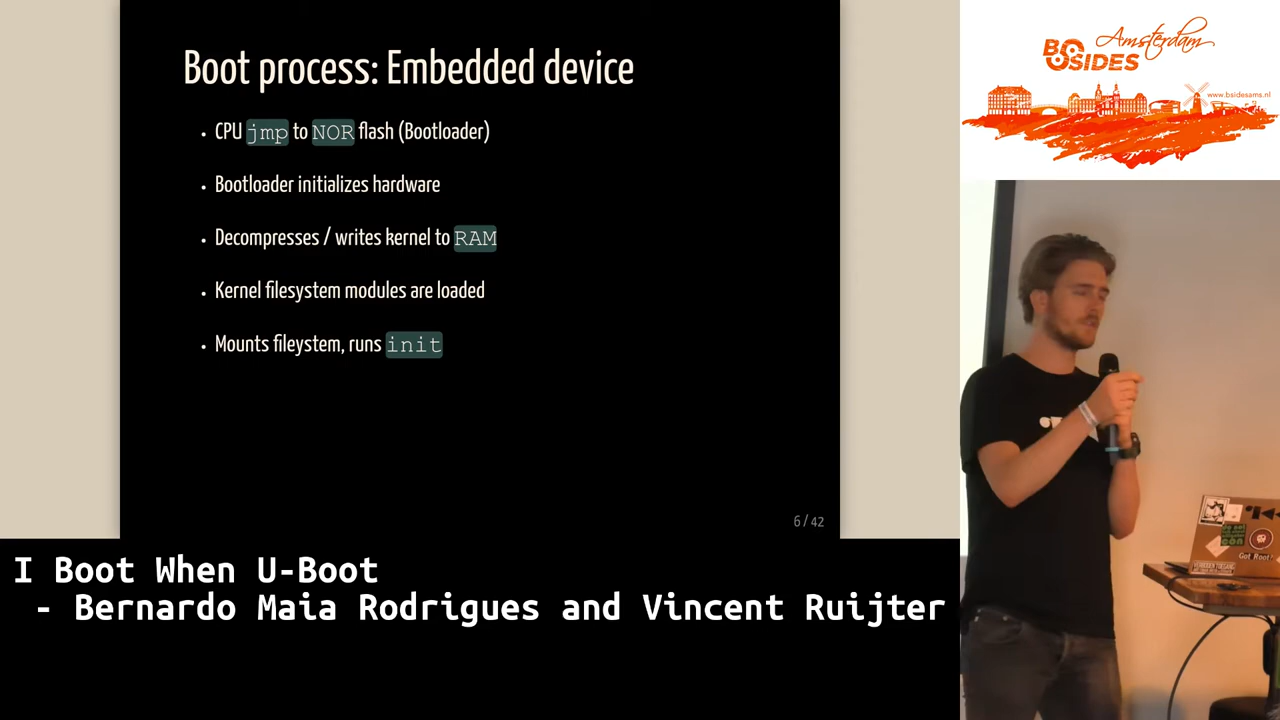 Boot process: Embedded device
• CPU jmp to NOR flash (Bootloader)
• Bootloader initializes hardware
• Decompresses / writes kernel to RAM
• Kernel filesystem modules are loaded
• Mounts fileystem, runs init
6 / 42
I Boot When U-Boot
- Bernardo Maia Rodrigues and Vincent Ruijter
Amsterdam
BSIDES
www.bsidesams.nl
Got Root?